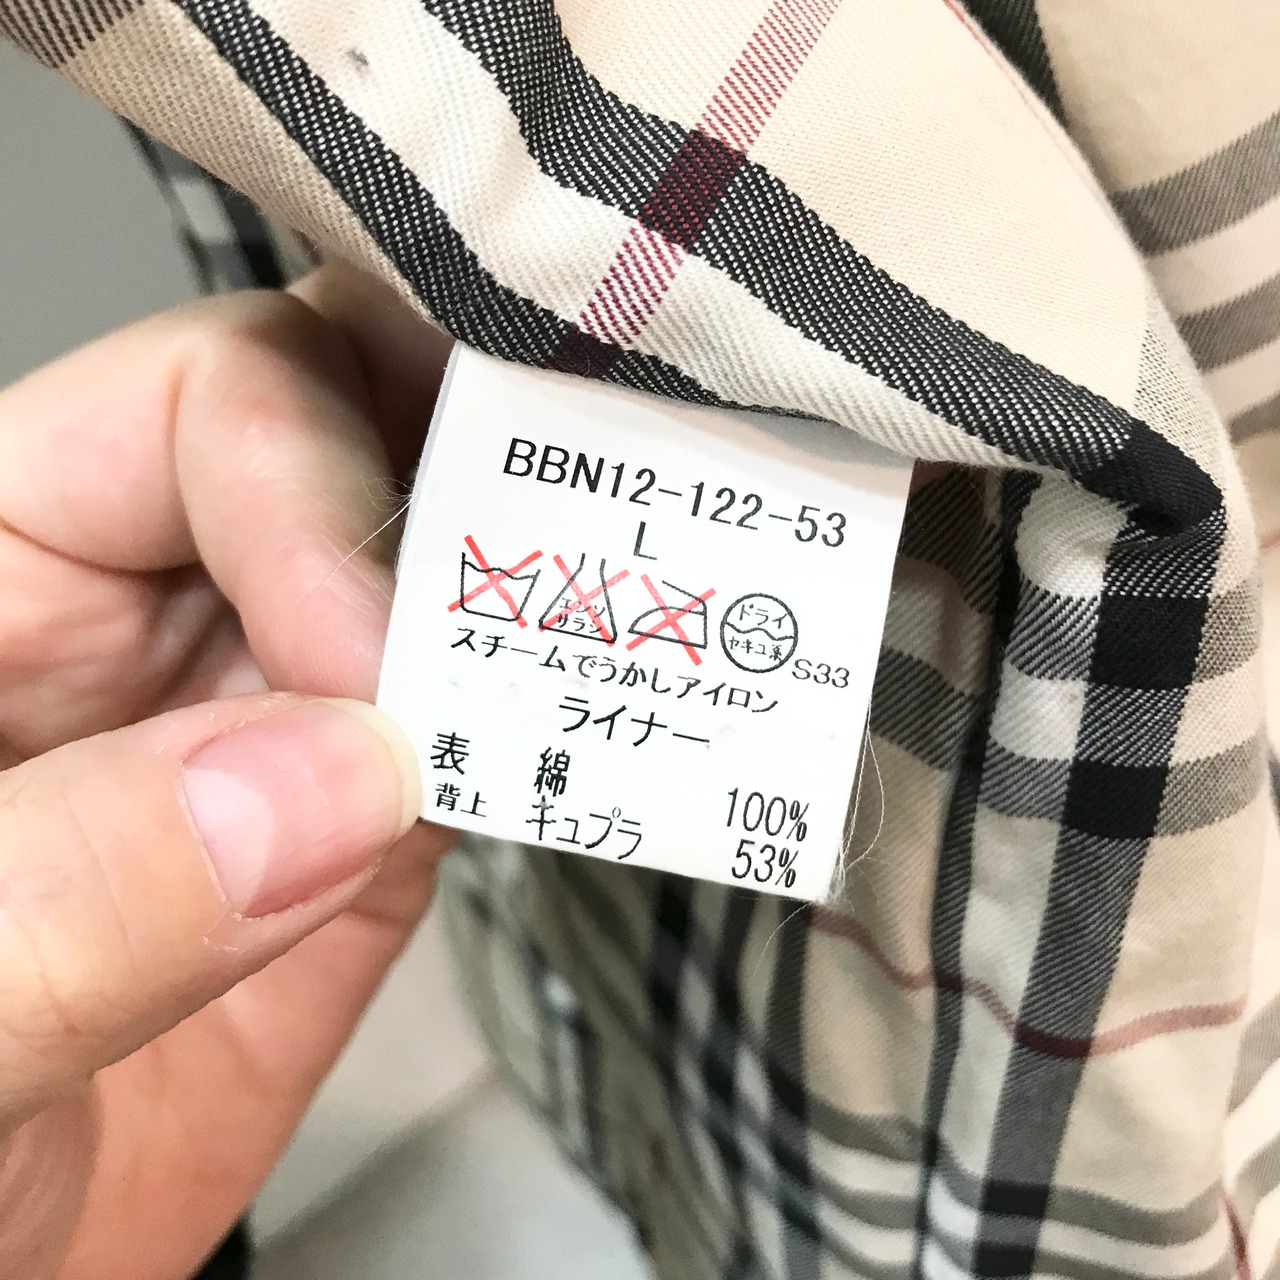 BBN12-122-53
L
エンソ
サラシ
ドライ
セキユ系
S33
スチームでうかしアイロン
ライナー
表 綿 100%
背上 キュプラ 53%